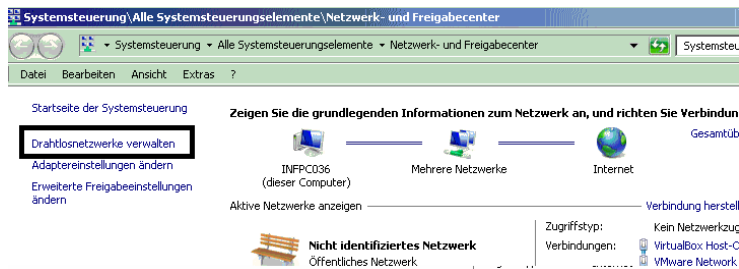 Systemsteuerung\Alle Systemsteuerungselemente\Netzwerk- und Freigabecenter
Systemsteuerung Alle Systemsteuerungselemente Netzwerk- und Freigabecenter Systemsteu
Datei Bearbeiten Ansicht Extras ?
Startseite der Systemsteuerung
Drahtlosnetzwerke verwalten
Adaptereinstellungen ändern
Erweiterte Freigabeeinstellungen
ändern
Zeigen Sie die grundlegenden Informationen zum Netzwerk an, und richten Sie Verbindun
Gesamtüb
INFPC036 Mehrere Netzwerke Internet
(dieser Computer)
Aktive Netzwerke anzeigen Verbindung herstell
Zugriffstyp: Kein Netzwerkzug
Nicht identifiziertes Netzwerk Verbindungen: VirtualBox Host-O
Öffentliches Netzwerk VMware Network